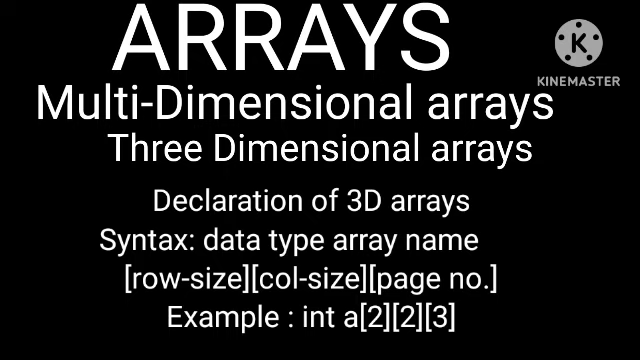 ARRAYS
KINEMASTER
Multi-Dimensional arrays
Three Dimensional arrays
Declaration of 3D arrays
Syntax: data type array name
[row-size][col-size][page no.]
Example : int a[2][2][3]